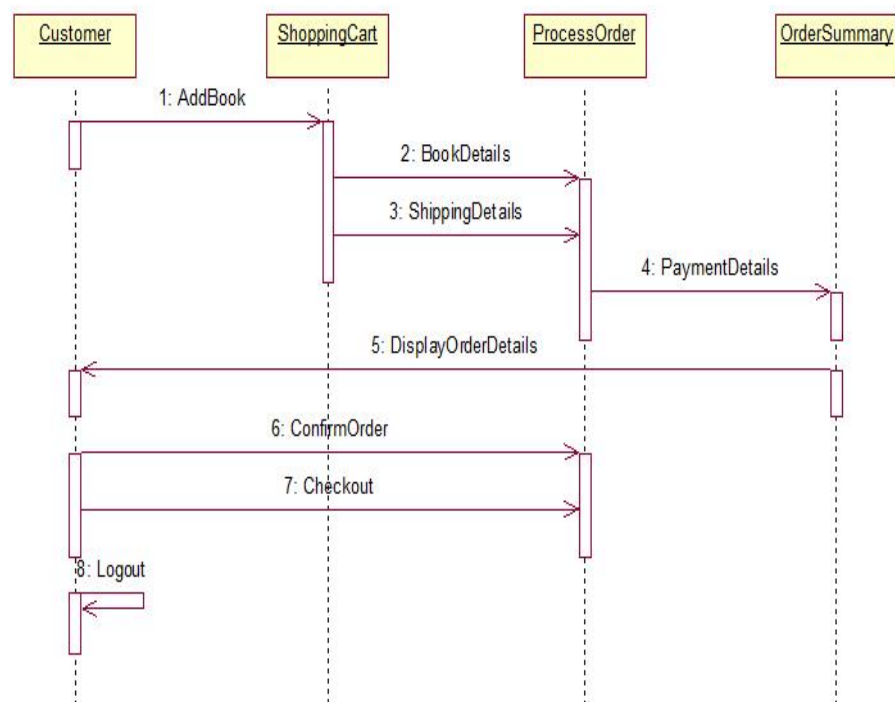 Customer
ShoppingCart
ProcessOrder
OrderSummary
1: AddBook
2: BookDetails
3: ShippingDetails
4: PaymentDetails
5: DisplayOrderDetails
6: ConfirmOrder
7: Checkout
8: Logout